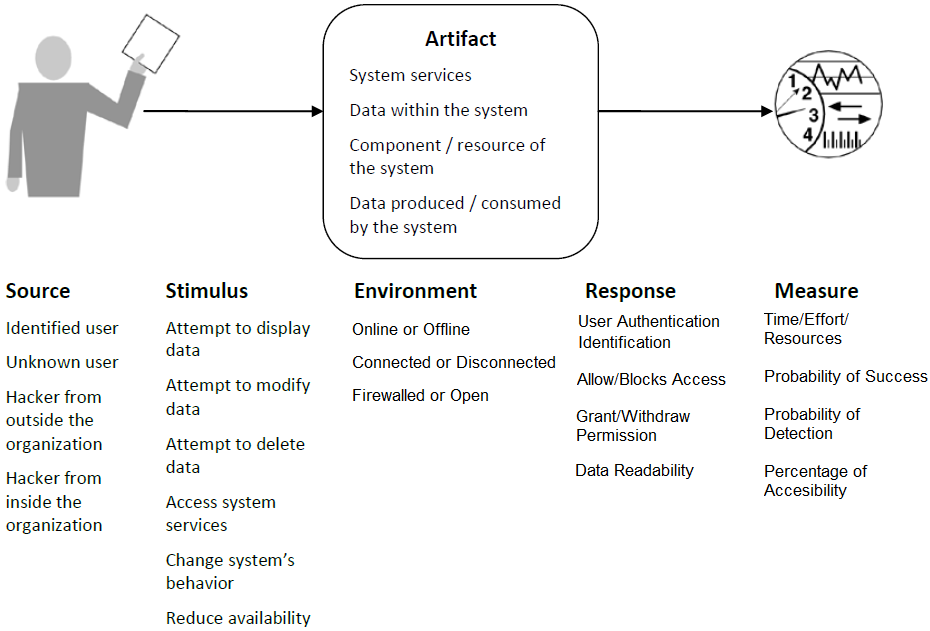 Artifact
System services
Data within the system
Component / resource of
the system
Data produced / consumed
by the system
1
2
3
4
Source
Identified user
Unknown user
Hacker from
outside the
organization
Hacker from
inside the
organization
Stimulus
Attempt to display
data
Attempt to modify
data
Attempt to delete
data
Access system
services
Change system's
behavior
Reduce availability
Environment
Online or Offline
Connected or Disconnected
Firewalled or Open
Response
User Authentication
Identification
Allow/Blocks Access
Grant/Withdraw
Permission
Data Readability
Measure
Time/Effort/
Resources
Probability of Success
Probability of
Detection
Percentage of
Accesibility